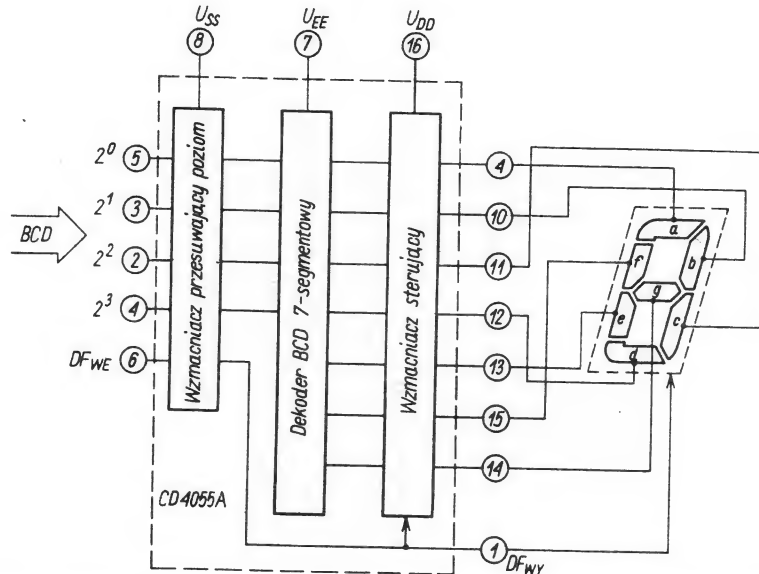 U_SS U_EE U_DD
8 7 16
2^0 5
2^1 3
BCD
2^2 2
2^3 4
DF_WE 6
Wzmacniacz przesuwający poziom
Dekoder BCD 7-segmentowy
Wzmacniacz sterujący
CD4055A
4
10
11
12
13
15
14
1 DF_WY
a
f b
g
e c
d